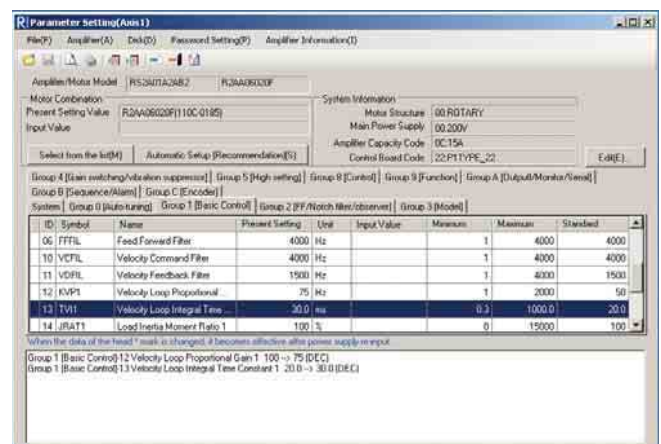 R Parameter Setting(Axis1)
File(F) Amplifier(A) Disk(D) Password Setting(P) Amplifier Information(I)
Amplifier/Motor Model RS2A01A2AB2 R2AA06020F
Motor Combination System Information
Present Setting Value R2AA06020F(110C-0185) Motor Structure 00:ROTARY
Input Value Main Power Supply 00:200V
Amplifier Capacity Code 0C:15A
Select from the list(M) Automatic Setup [Recommendation](S) Control Board Code 22:P1TYPE_22 Edit(E)
Group 4 [Gain switching/vibration suppressor] Group 5 [High setting] Group 8 [Control] Group 9 [Function] Group A [Output/Monitor/Serial]
Group B [Sequence/Alarm] Group C [Encoder]
System Group 0 [Auto-tuning] Group 1 [Basic Control] Group 2 [FF/Notch filter/observer] Group 3 [Model]
ID Symbol Name Present Setting Unit Input Value Minimum Maximum Standard
06 FFFIL Feed Forward Filter 4000 Hz 1 4000 4000
10 VCFIL Velocity Command Filter 4000 Hz 1 4000 4000
11 VDFIL Velocity Feedback Filter 1500 Hz 1 4000 1500
12 KVP1 Velocity Loop Proportional ... 75 Hz 1 2000 50
13 TVI1 Velocity Loop Integral Time ... 30.0 ms 0.3 1000.0 20.0
14 JRAT1 Load Inertia Moment Ratio 1 100 % 0 15000 100
When the data of the head * mark is changed, it becomes effective after power supply re-input.
Group 1 [Basic Control]-12 Velocity Loop Proportional Gain 1 100 --> 75 (DEC)
Group 1 [Basic Control]-13 Velocity Loop Integral Time Constant 1 20.0 --> 30.0 (DEC)